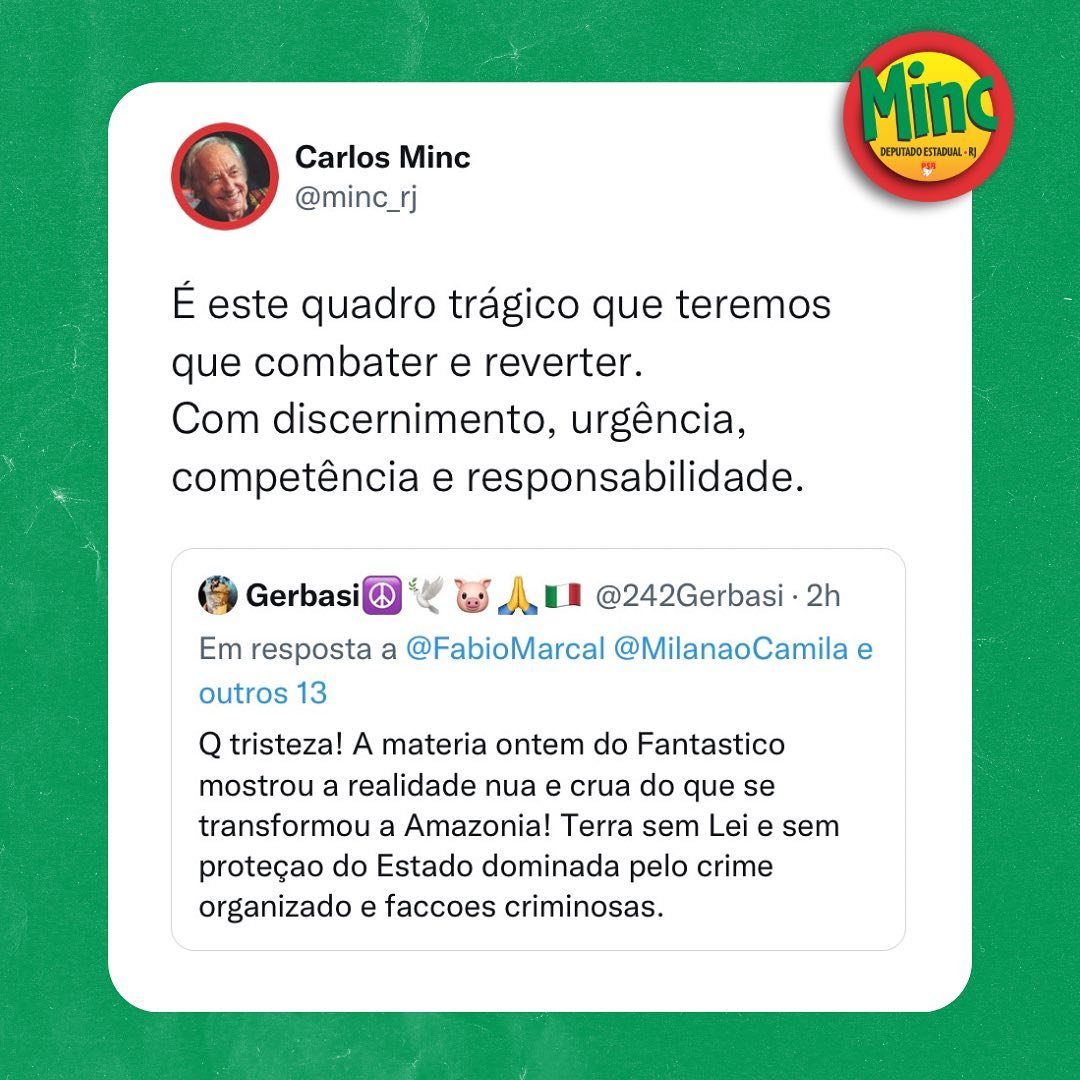 Minc
DEPUTADO ESTADUAL - RJ
PSB
Carlos Minc
@minc_rj
É este quadro trágico que teremos
que combater e reverter.
Com discernimento, urgência,
competência e responsabilidade.
Gerbasi☮️🕊️🐷🙏🇮🇹 @242Gerbasi · 2h
Em resposta a @FabioMarcal @MilanaoCamila e
outros 13
Q tristeza! A materia ontem do Fantastico
mostrou a realidade nua e crua do que se
transformou a Amazonia! Terra sem Lei e sem
proteçao do Estado dominada pelo crime
organizado e faccoes criminosas.